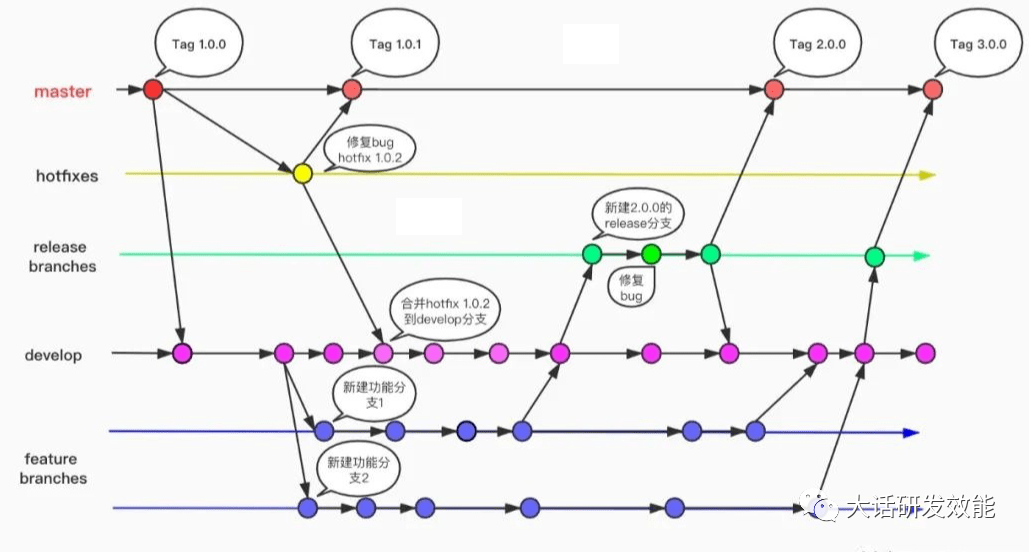 Tag 1.0.0
Tag 1.0.1
Tag 2.0.0
Tag 3.0.0
master
修复bug
hotfix 1.0.2
hotfixes
新建2.0.0的
release分支
release
branches
修复
bug
合并hotfix 1.0.2
到develop分支
develop
新建功能分
支1
feature
branches
新建功能分
支2
大话研发效能